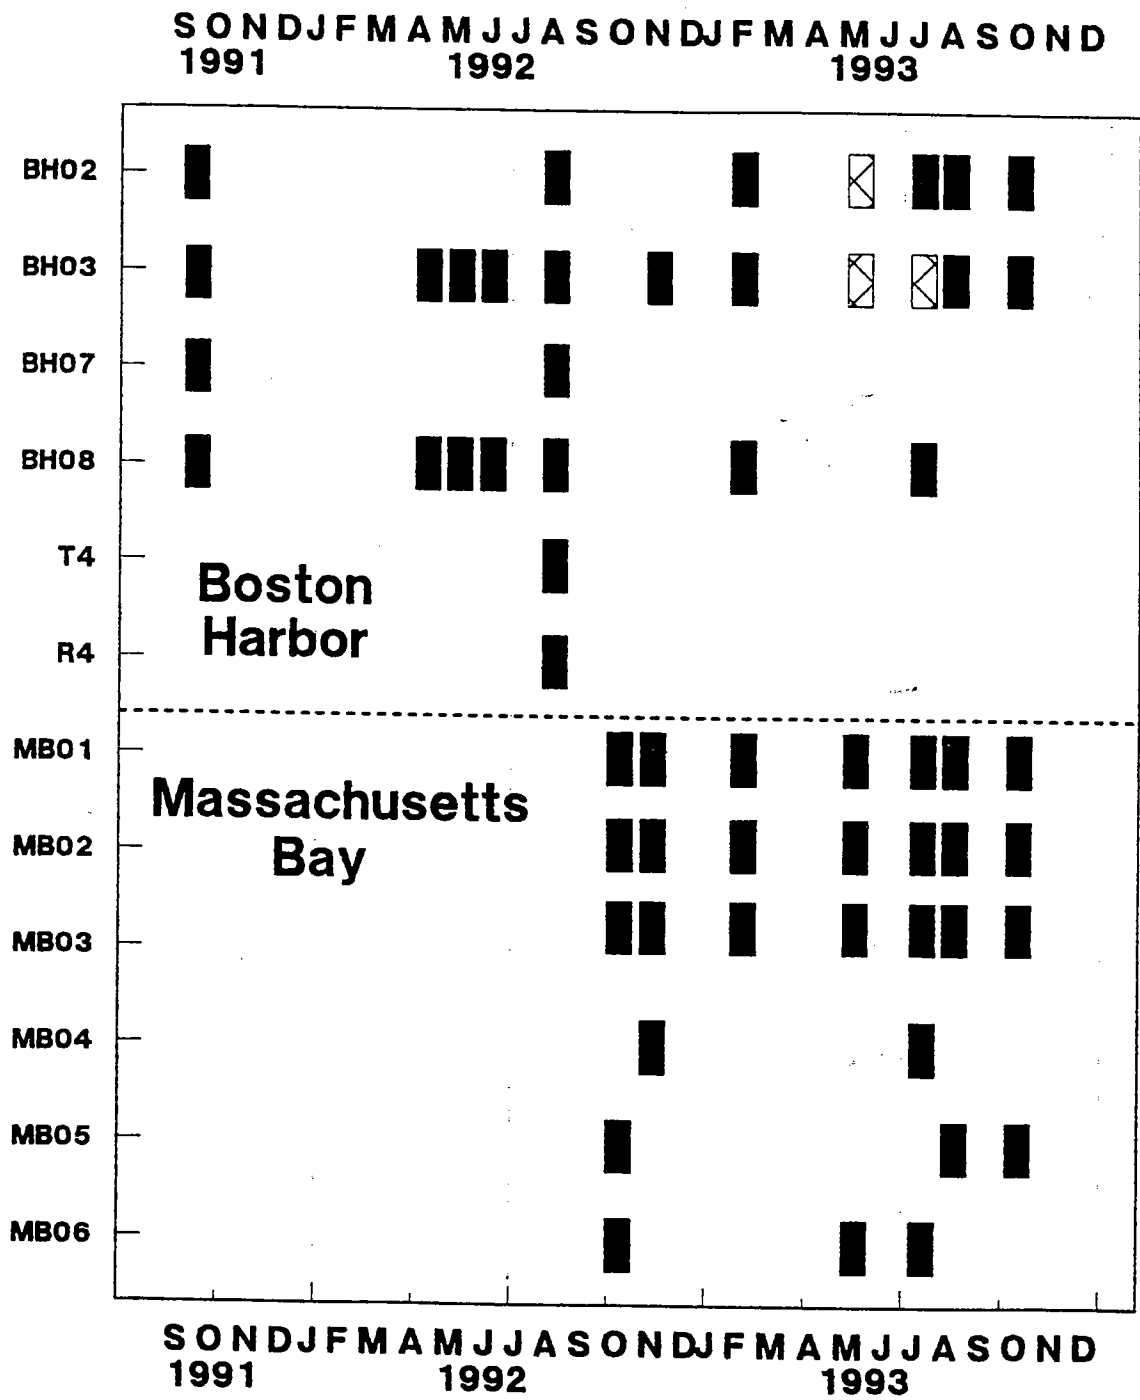 S O N D J F M A M J J A S O N D J F M A M J J A S O N D
1991 1992 1993
BH02
BH03
BH07
BH08
T4
Boston
Harbor
R4
MB01
Massachusetts
MB02
Bay
MB03
MB04
MB05
MB06
S O N D J F M A M J J A S O N D J F M A M J J A S O N D
1991 1992 1993